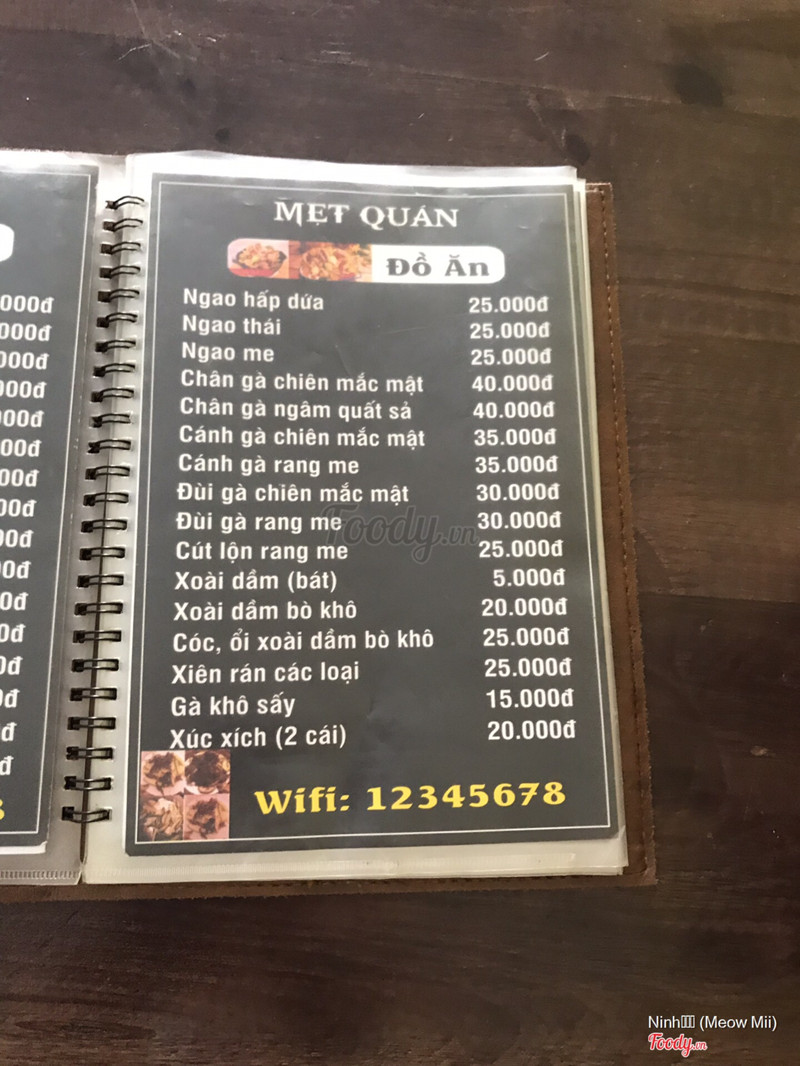 MẸT QUÁN
Đồ Ăn
Ngao hấp dứa 25.000đ
Ngao thái 25.000đ
Ngao me 25.000đ
Chân gà chiên mắc mật 40.000đ
Chân gà ngâm quất sả 40.000đ
Cánh gà chiên mắc mật 35.000đ
Cánh gà rang me 35.000đ
Đùi gà chiên mắc mật 30.000đ
Đùi gà rang me 30.000đ
Cút lộn rang me 25.000đ
Xoài dầm (bát) 5.000đ
Xoài dầm bò khô 20.000đ
Cóc, ổi xoài dầm bò khô 25.000đ
Xiên rán các loại 25.000đ
Gà khô sấy 15.000đ
Xúc xích (2 cái) 20.000đ
Wifi: 12345678
Foody.vn
Ninh (Meow Mii)
Foody.vn